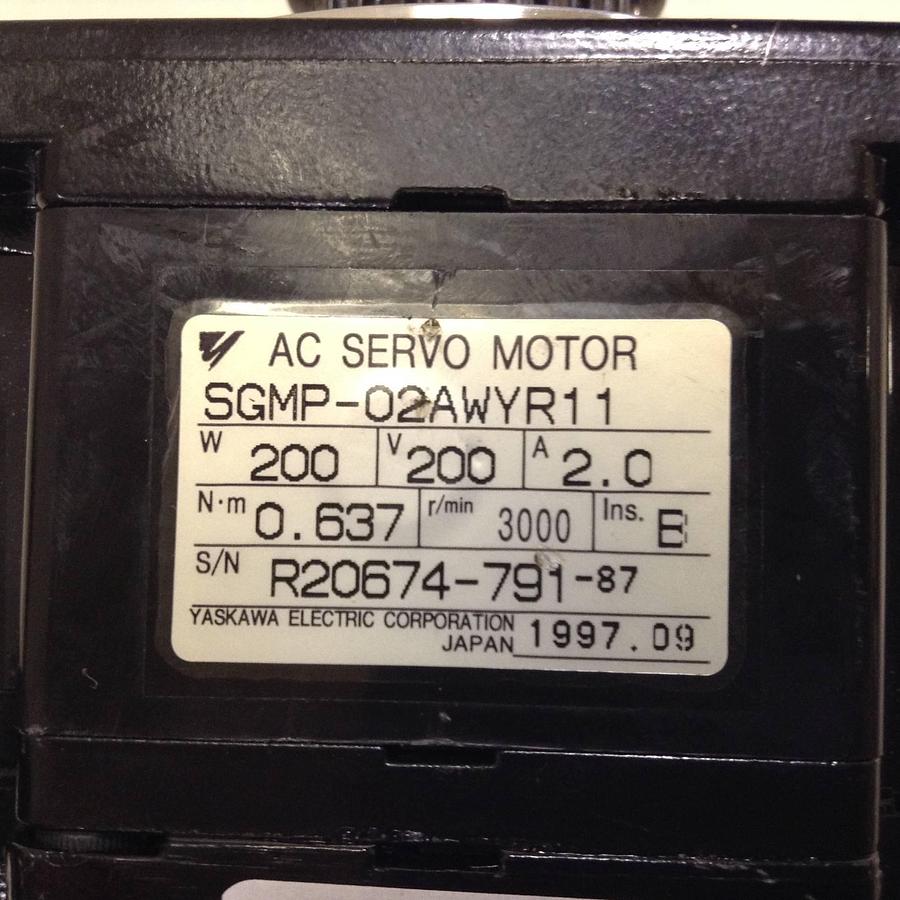 AC SERVO MOTOR
SGMP-02AWYR11
W 200 V 200 A 2.0
N·m 0.637 r/min 3000 Ins. B
S/N R20674-791-87
YASKAWA ELECTRIC CORPORATION
JAPAN 1997.09